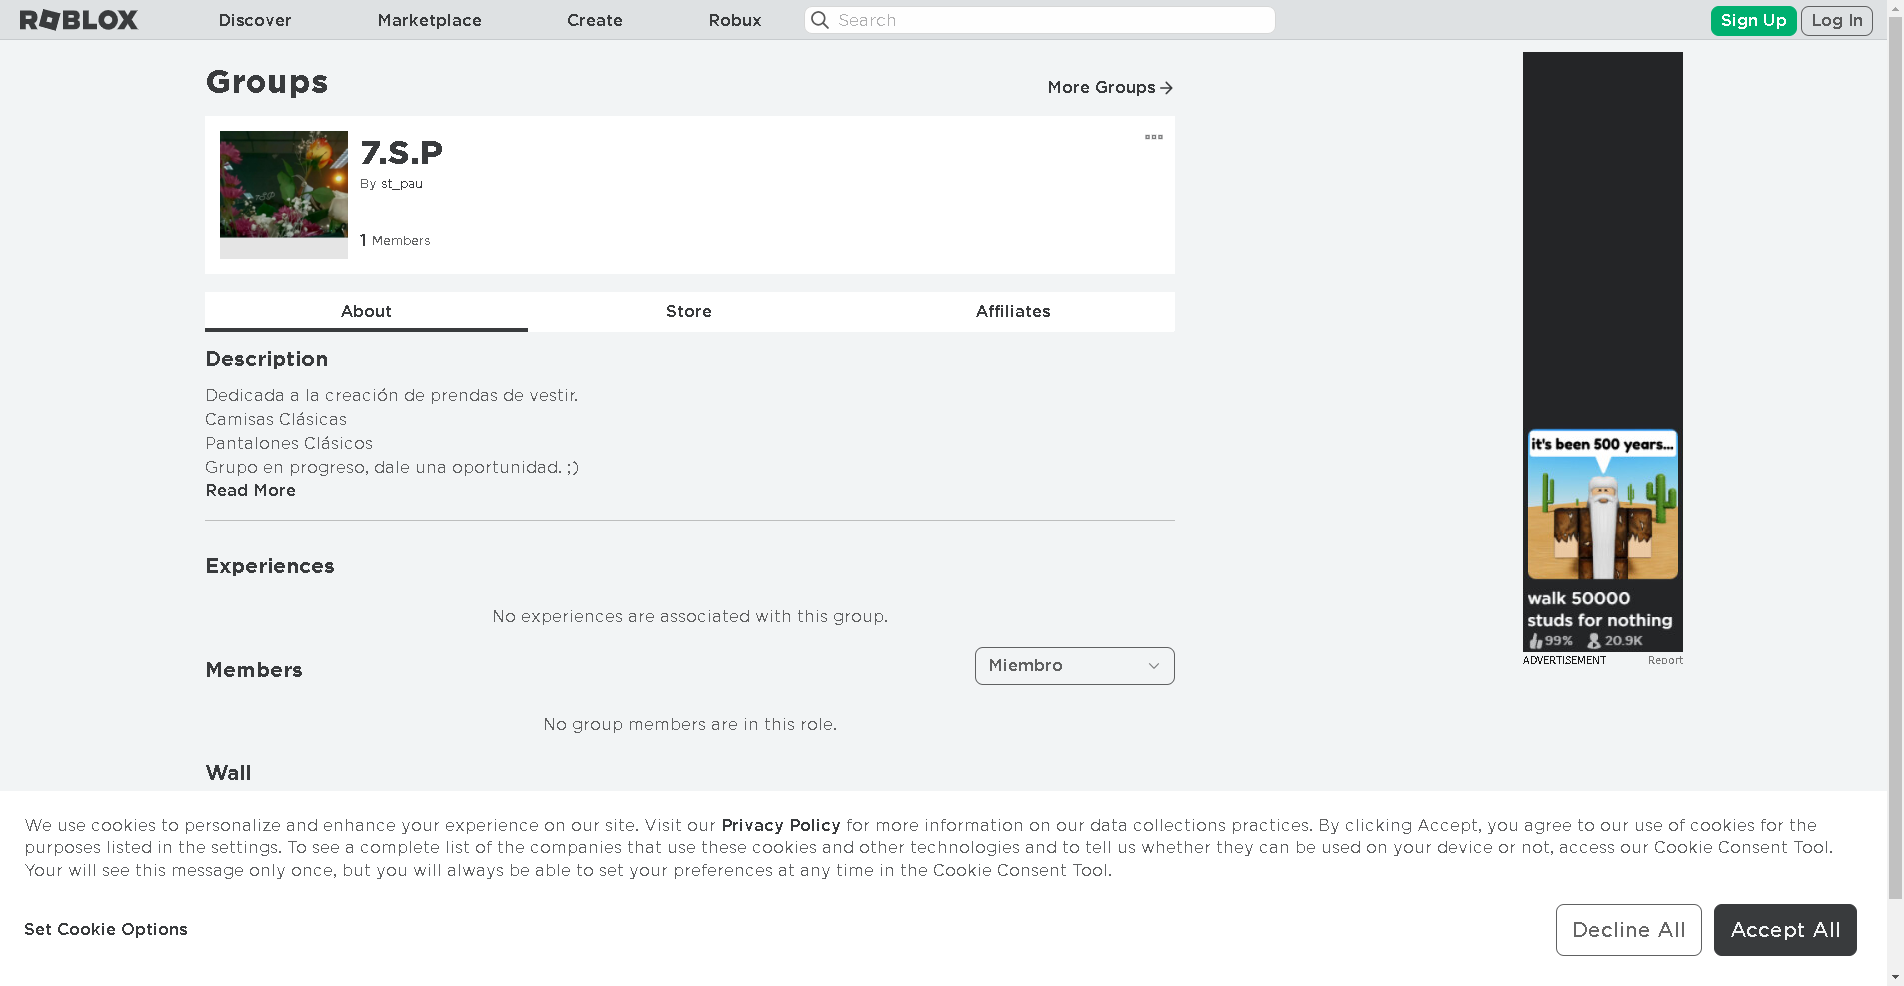 ROBLOX
Discover
Marketplace
Create
Robux
Search
Sign Up
Log In
Groups
More Groups
7.S.P
By st_pau
1 Members
About
Store
Affiliates
Description
Dedicada a la creación de prendas de vestir.
Camisas Clásicas
Pantalones Clásicos
Grupo en progreso, dale una oportunidad. ;)
Read More
Experiences
No experiences are associated with this group.
Members
Miembro
No group members are in this role.
Wall
it's been 500 years...
walk 50000
studs for nothing
99% 20.9K
ADVERTISEMENT
Report
We use cookies to personalize and enhance your experience on our site. Visit our Privacy Policy for more information on our data collections practices. By clicking Accept, you agree to our use of cookies for the
purposes listed in the settings. To see a complete list of the companies that use these cookies and other technologies and to tell us whether they can be used on your device or not, access our Cookie Consent Tool.
Your will see this message only once, but you will always be able to set your preferences at any time in the Cookie Consent Tool.
Set Cookie Options
Decline All
Accept All